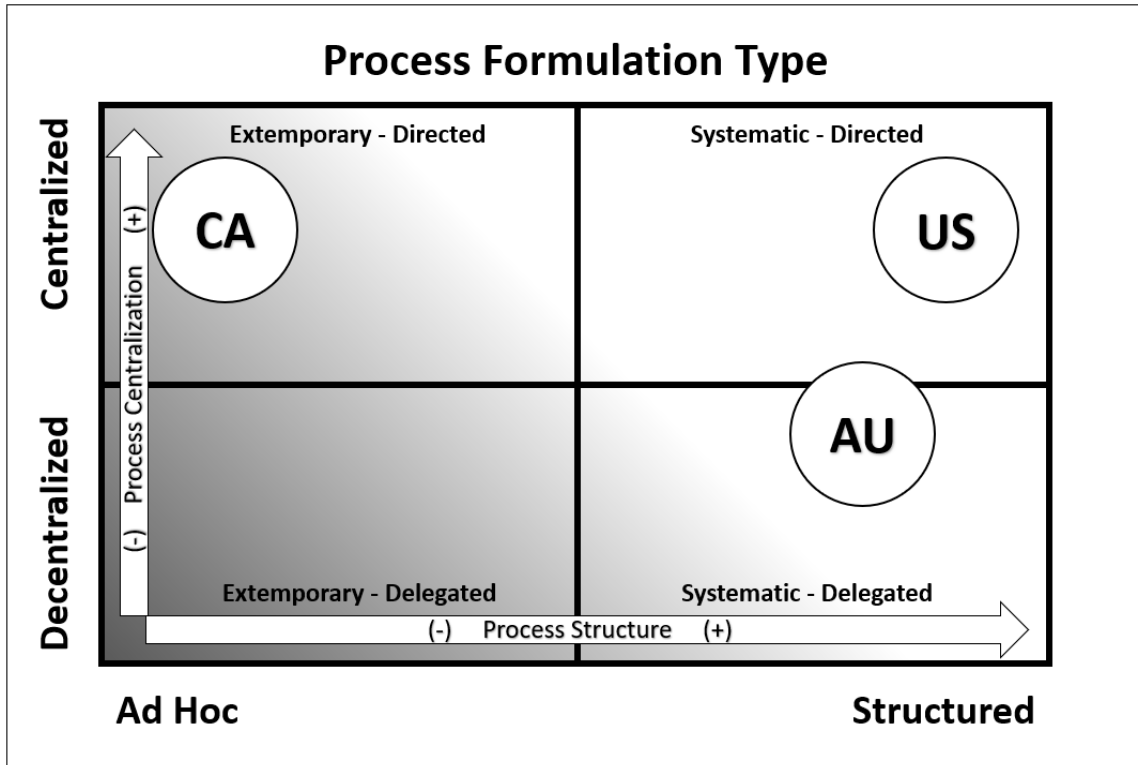 Process Formulation Type
Centralized
Decentralized
Extemporary - Directed
Systematic - Directed
(-) Process Centralization (+)
CA
US
AU
Extemporary - Delegated
Systematic - Delegated
(-) Process Structure (+)
Ad Hoc
Structured